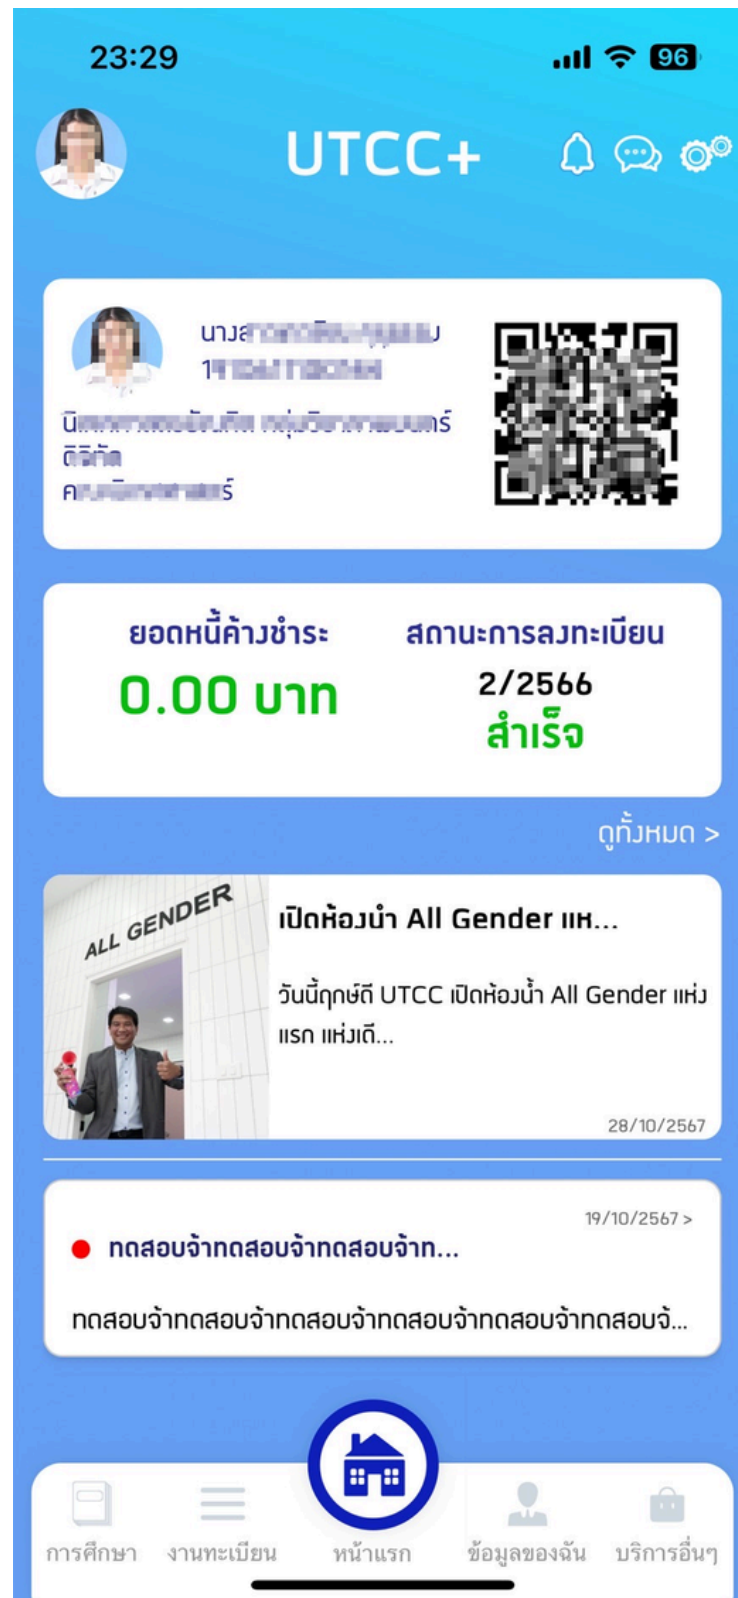 23:29
96
UTCC+
ยอดหนี้ค้างชำระ
0.00 บาท
สถานะการลงทะเบียน
2/2566
สำเร็จ
ดูทั้งหมด >
ALL GENDER
เปิดห้องน้ำ All Gender แห...
วันนี้ฤกษ์ดี UTCC เปิดห้องน้ำ All Gender แห่ง
แรก แห่งเดี...
28/10/2567
19/10/2567 >
ทดสอบจ้าทดสอบจ้าทดสอบจ้าท...
ทดสอบจ้าทดสอบจ้าทดสอบจ้าทดสอบจ้าทดสอบจ้าทดสอบจ้...
การศึกษา
งานทะเบียน
หน้าแรก
ข้อมูลของฉัน
บริการอื่นๆ